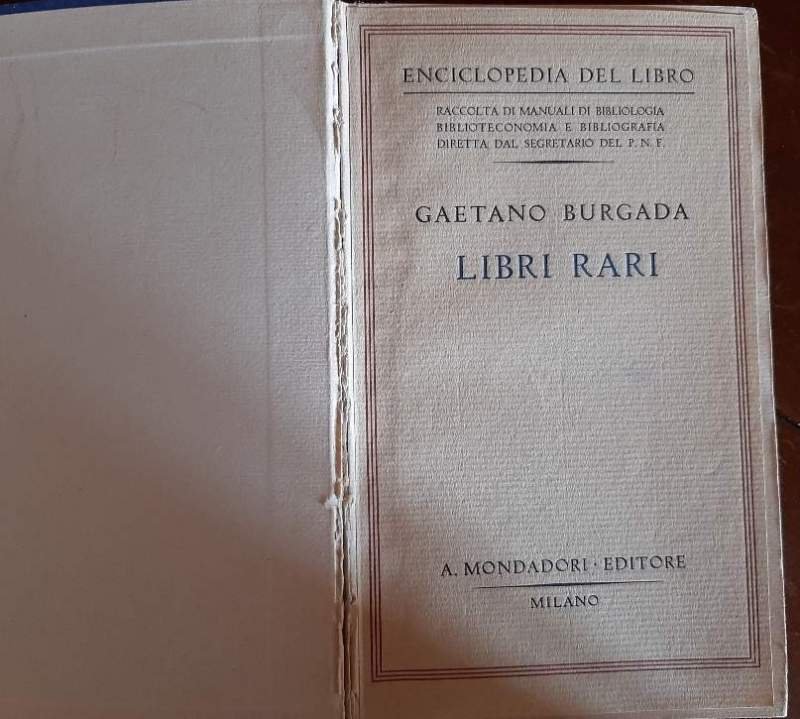 ENCICLOPEDIA DEL LIBRO
RACCOLTA DI MANUALI DI BIBLIOLOGIA
BIBLIOTECONOMIA E BIBLIOGRAFIA
DIRETTA DAL SEGRETARIO DEL P. N. F.
GAETANO BURGADA
LIBRI RARI
A. MONDADORI · EDITORE
MILANO